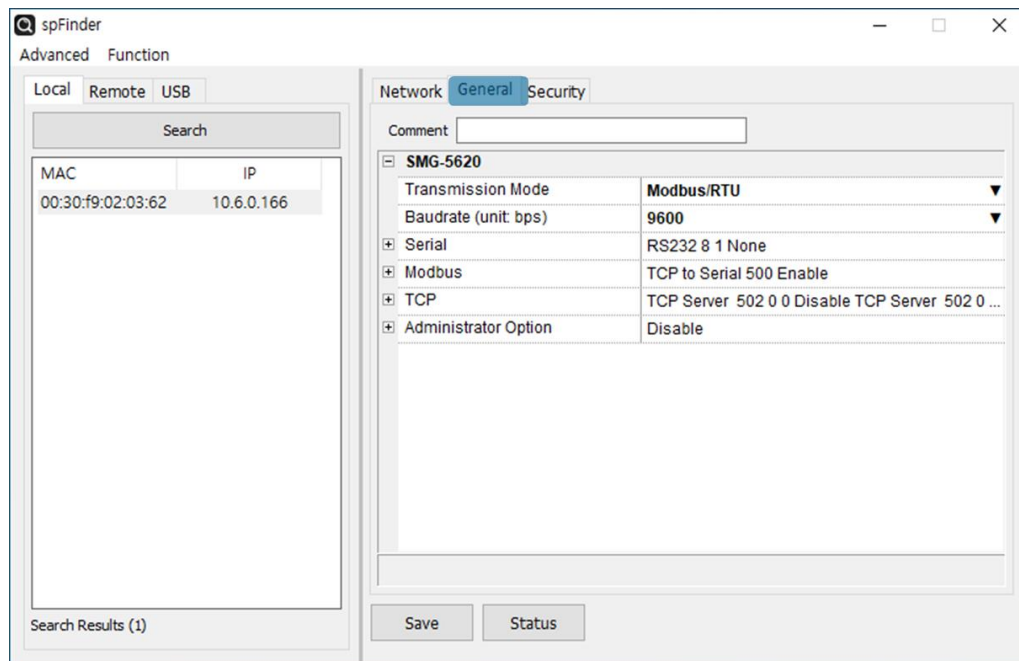 spFinder
Advanced Function
Local Remote USB
Search
MAC IP
00:30:f9:02:03:62 10.6.0.166
Search Results (1)
Network General Security
Comment
SMG-5620
Transmission Mode Modbus/RTU
Baudrate (unit: bps) 9600
Serial RS232 8 1 None
Modbus TCP to Serial 500 Enable
TCP TCP Server 502 0 0 Disable TCP Server 502 0 ...
Administrator Option Disable
Save Status